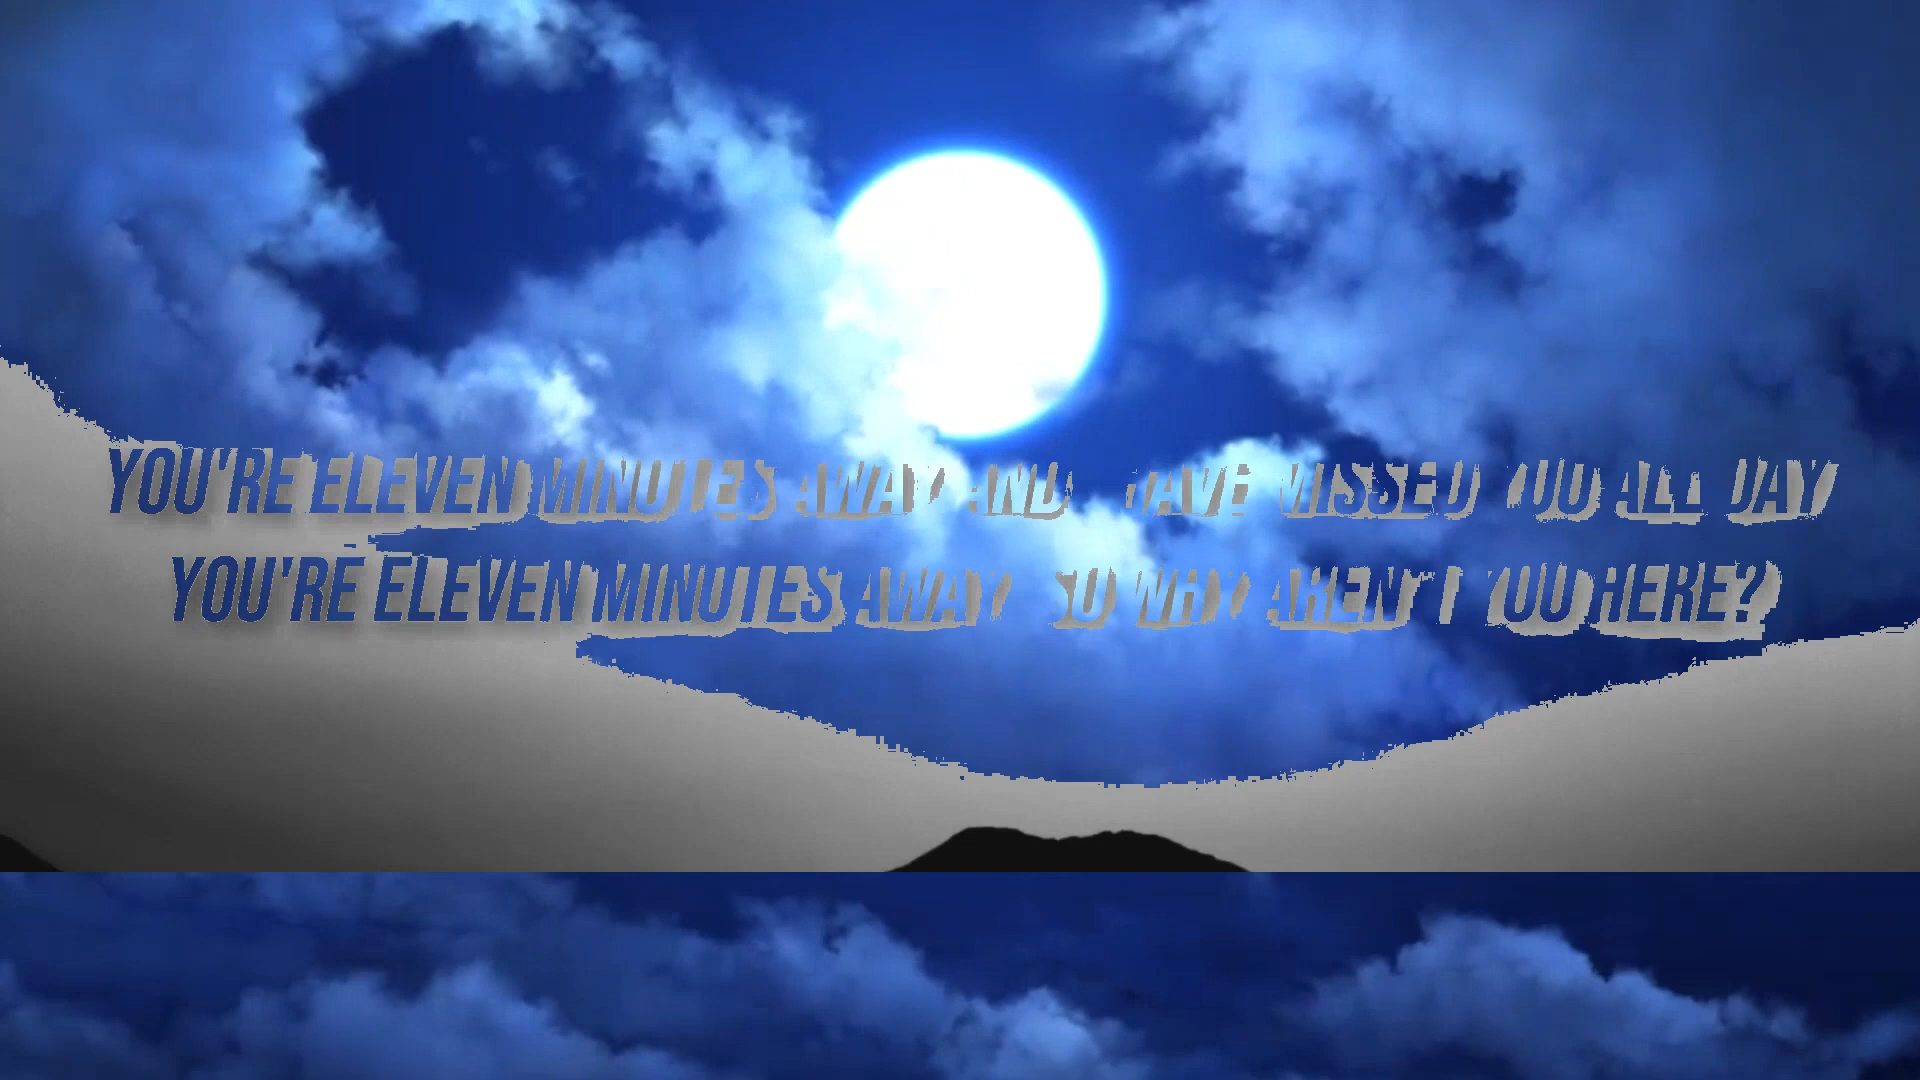 YOU'RE ELEVEN MINUTES AWAY AND I HAVE MISSED YOU ALL DAY
YOU'RE ELEVEN MINUTES AWAY SO WHY AREN'T YOU HERE?